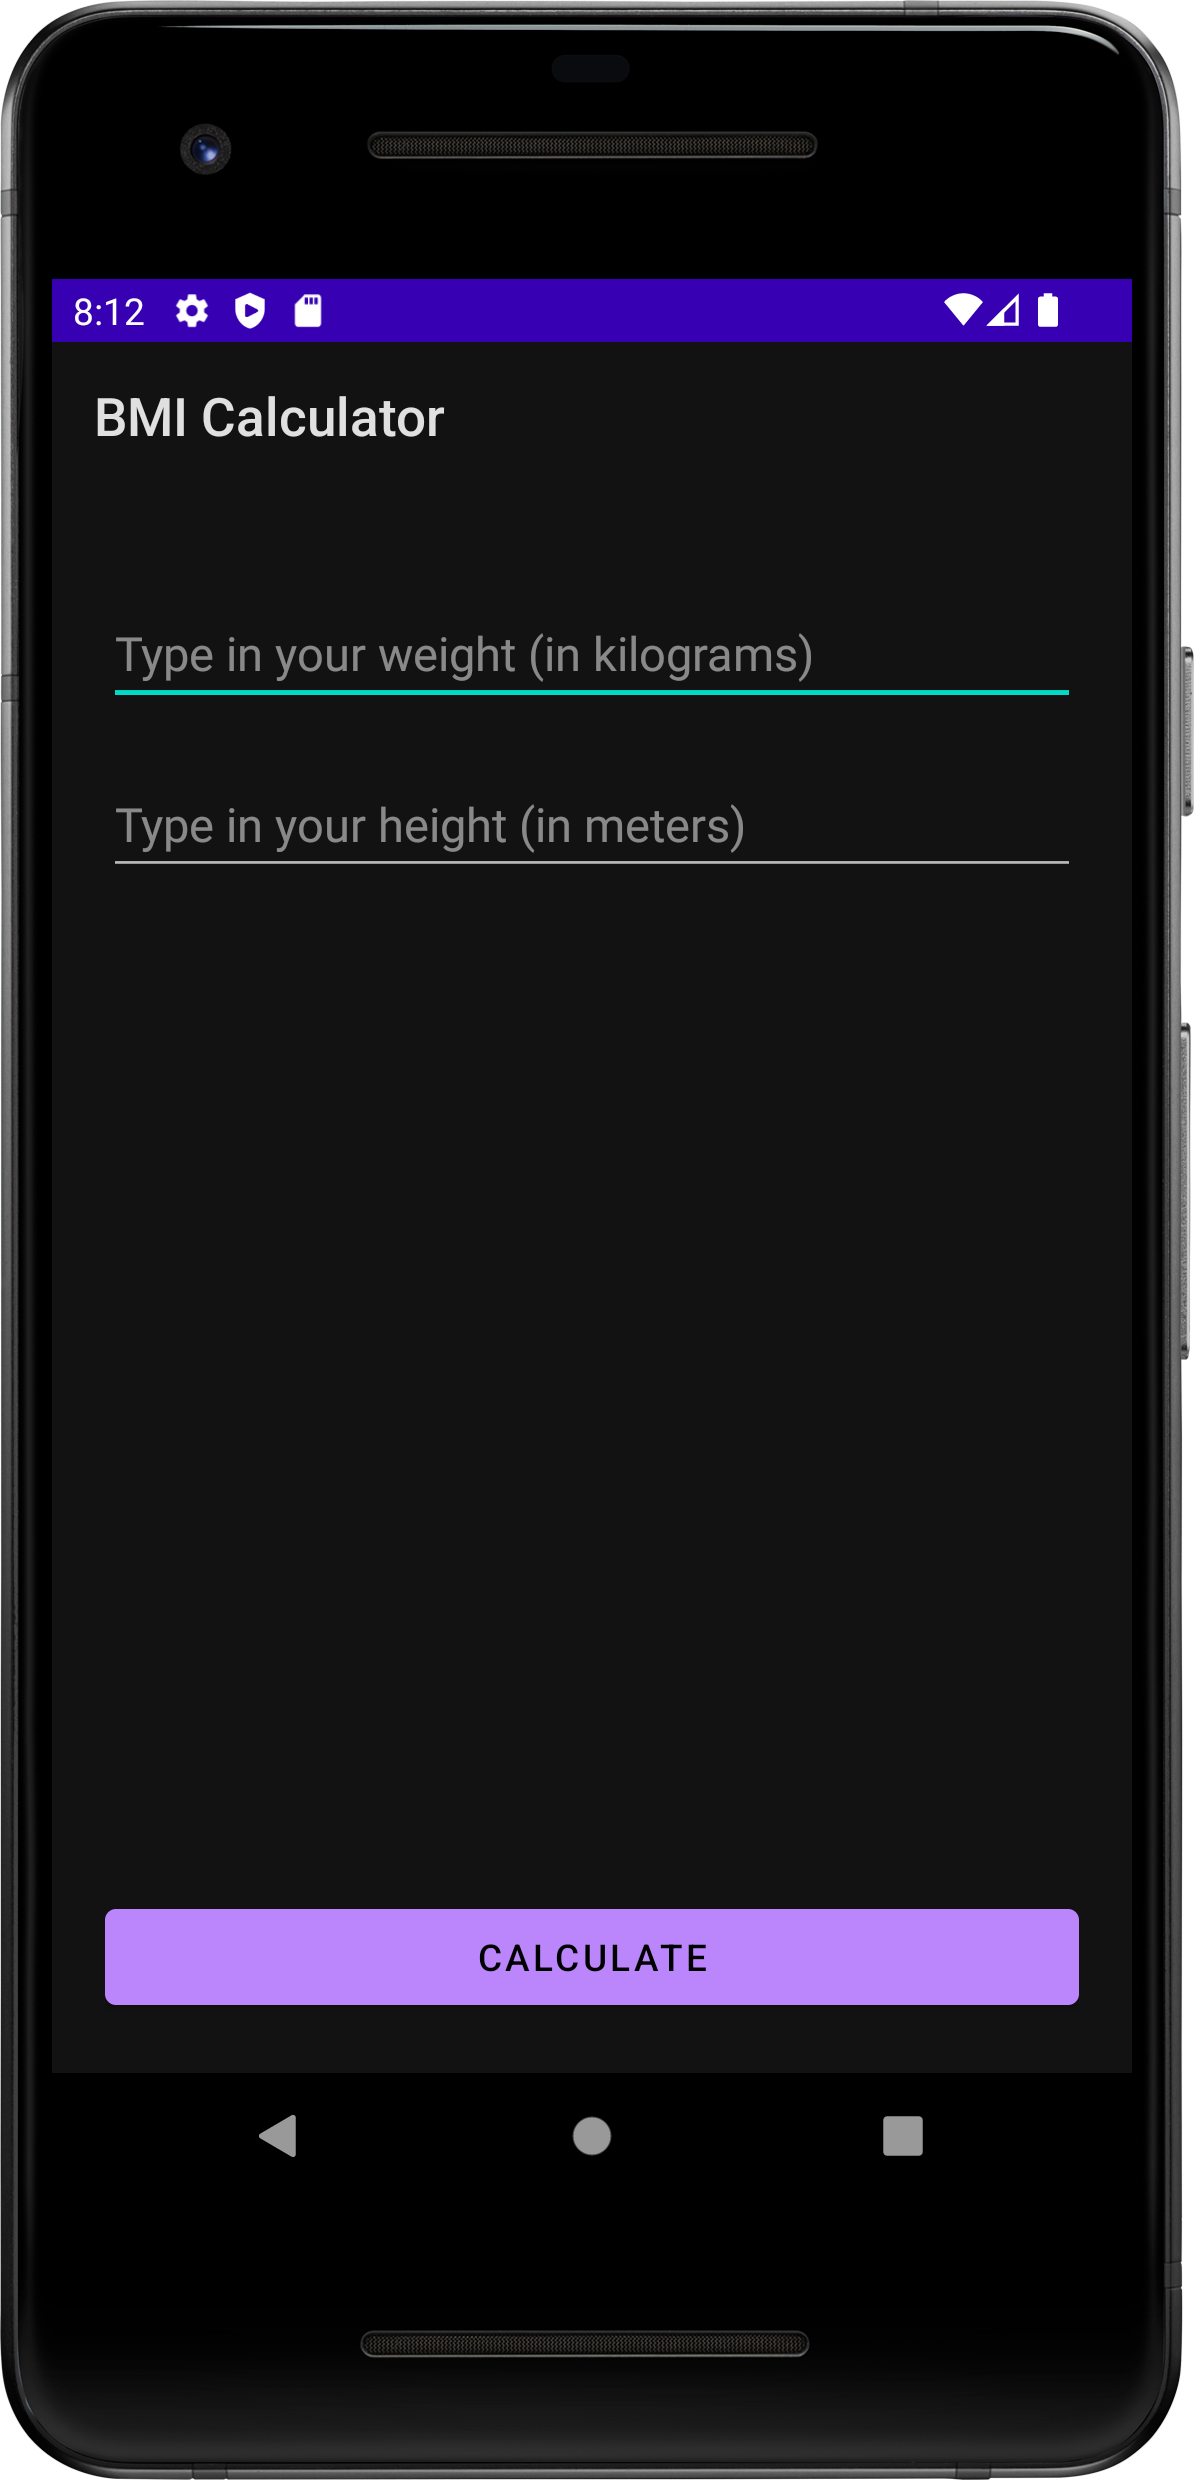 8:12
BMI Calculator
Type in your weight (in kilograms)
Type in your height (in meters)
CALCULATE